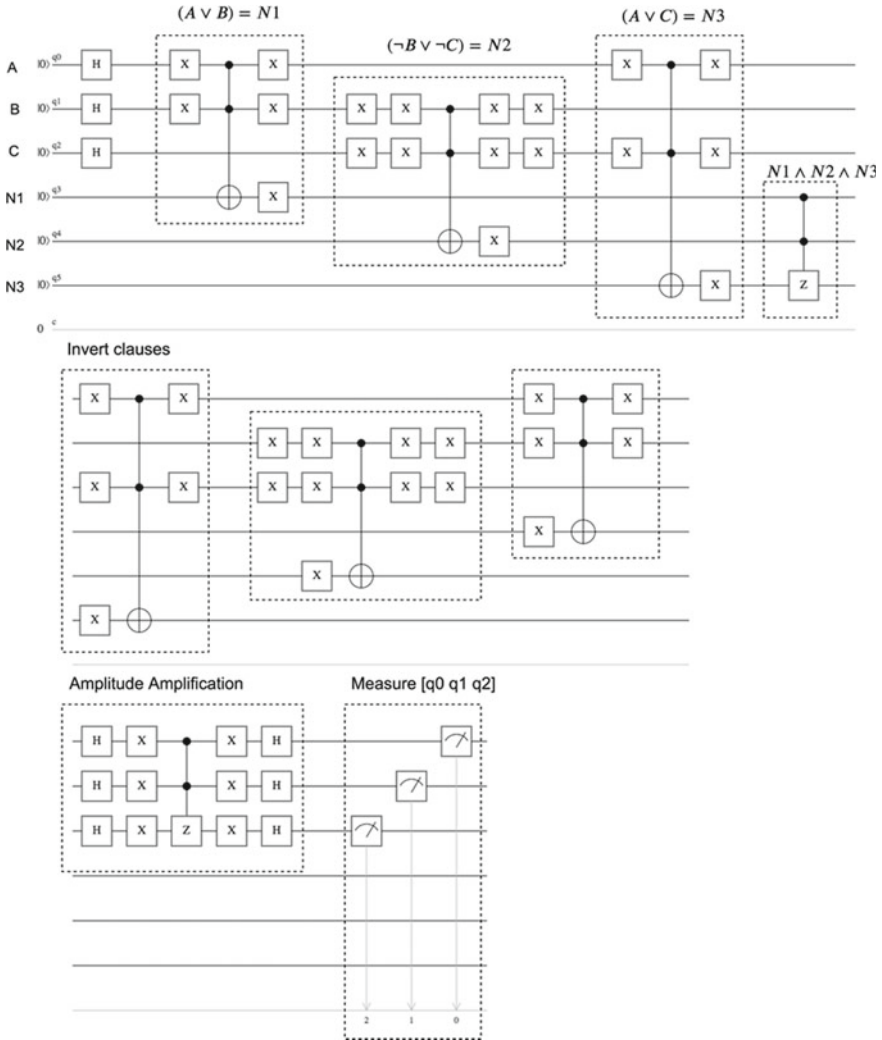 (A ∨ B) = N1
(¬B ∨ ¬C) = N2
(A ∨ C) = N3
A |0⟩ q0 H X X X X
B |0⟩ q1 H X X X X X X
C |0⟩ q2 H X X X X X X
N1 ∧ N2 ∧ N3
N1 |0⟩ q3 X
N2 |0⟩ q4 X
N3 |0⟩ q5 X Z
0 c
Invert clauses
X X X X
X X X X X X
X X X X X X
X
X
X
Amplitude Amplification
Measure [q0 q1 q2]
H X X H
H X X H
H X Z X H
2 1 0